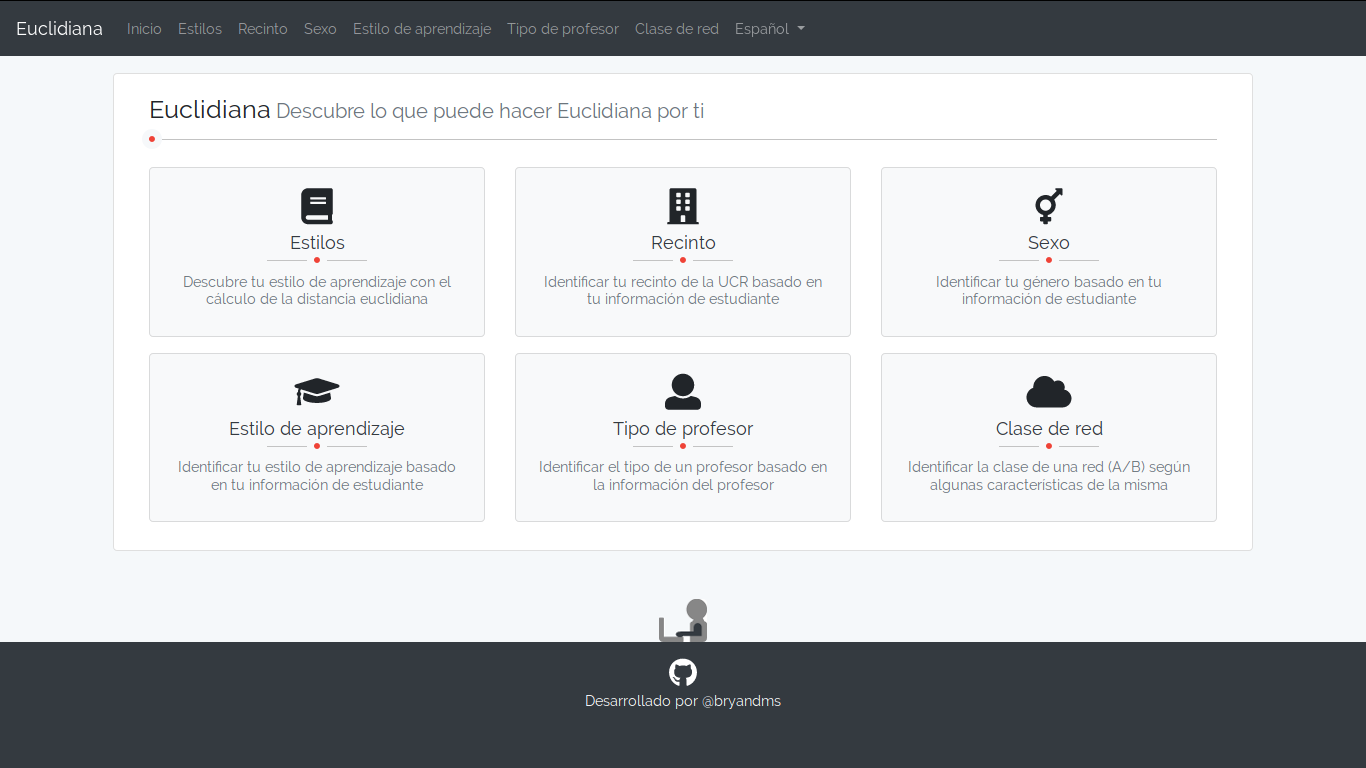 Euclidiana Inicio Estilos Recinto Sexo Estilo de aprendizaje Tipo de profesor Clase de red Español
Euclidiana Descubre lo que puede hacer Euclidiana por ti
Estilos
Descubre tu estilo de aprendizaje con el
cálculo de la distancia euclidiana
Recinto
Identificar tu recinto de la UCR basado en
tu información de estudiante
Sexo
Identificar tu género basado en tu
información de estudiante
Estilo de aprendizaje
Identificar tu estilo de aprendizaje basado
en tu información de estudiante
Tipo de profesor
Identificar el tipo de un profesor basado en
la información del profesor
Clase de red
Identificar la clase de una red (A/B) según
algunas características de la misma
Desarrollado por @bryandms